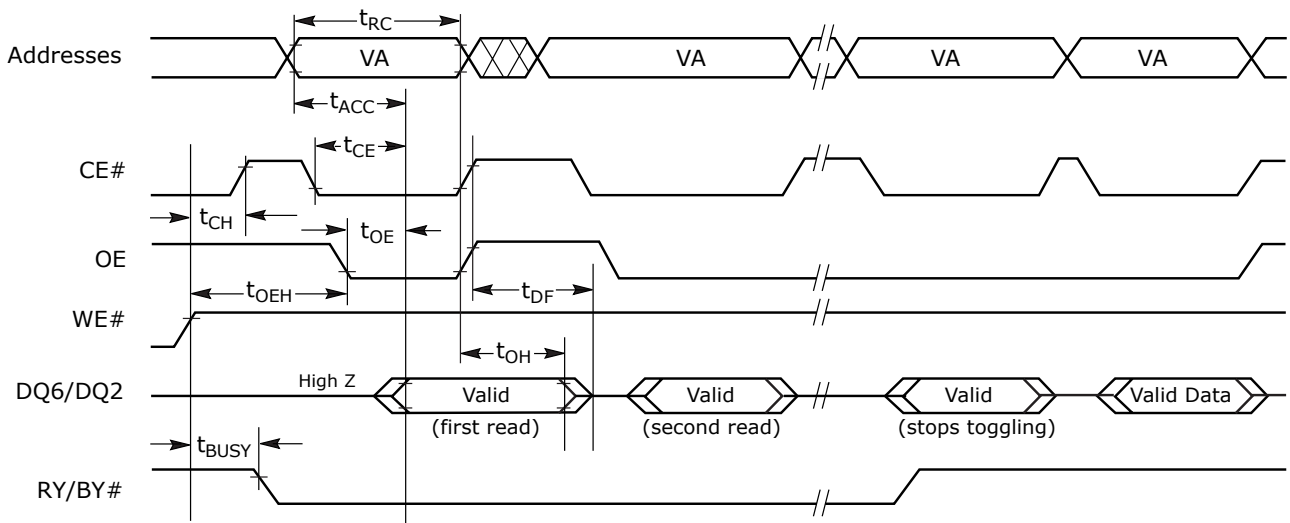 tRC
Addresses VA VA VA VA
tACC
tCE
CE#
tCH tOE
OE
tOEH tDF
WE#
tOH
DQ6/DQ2 High Z Valid Valid Valid Valid Data
(first read) (second read) (stops toggling)
tBUSY
RY/BY#